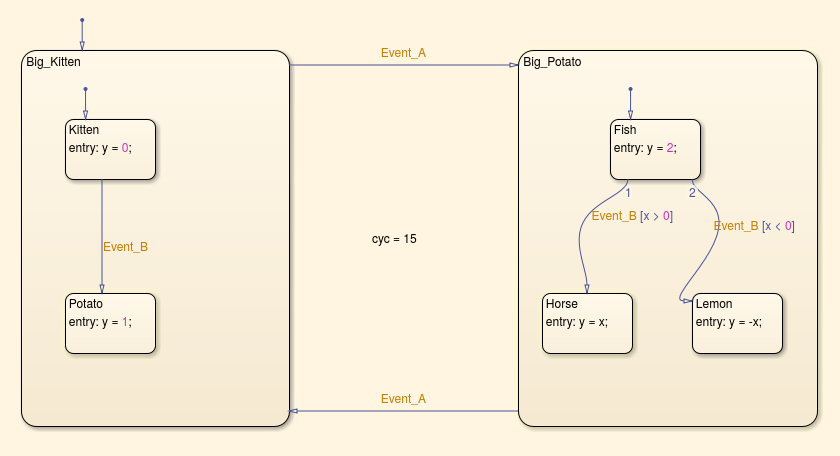 Event_A
Big_Kitten
Big_Potato
Kitten
entry: y = 0;
Fish
entry: y = 2;
1
2
Event_B [x > 0]
Event_B [x < 0]
Event_B
cyc = 15
Potato
entry: y = 1;
Horse
entry: y = x;
Lemon
entry: y = -x;
Event_A